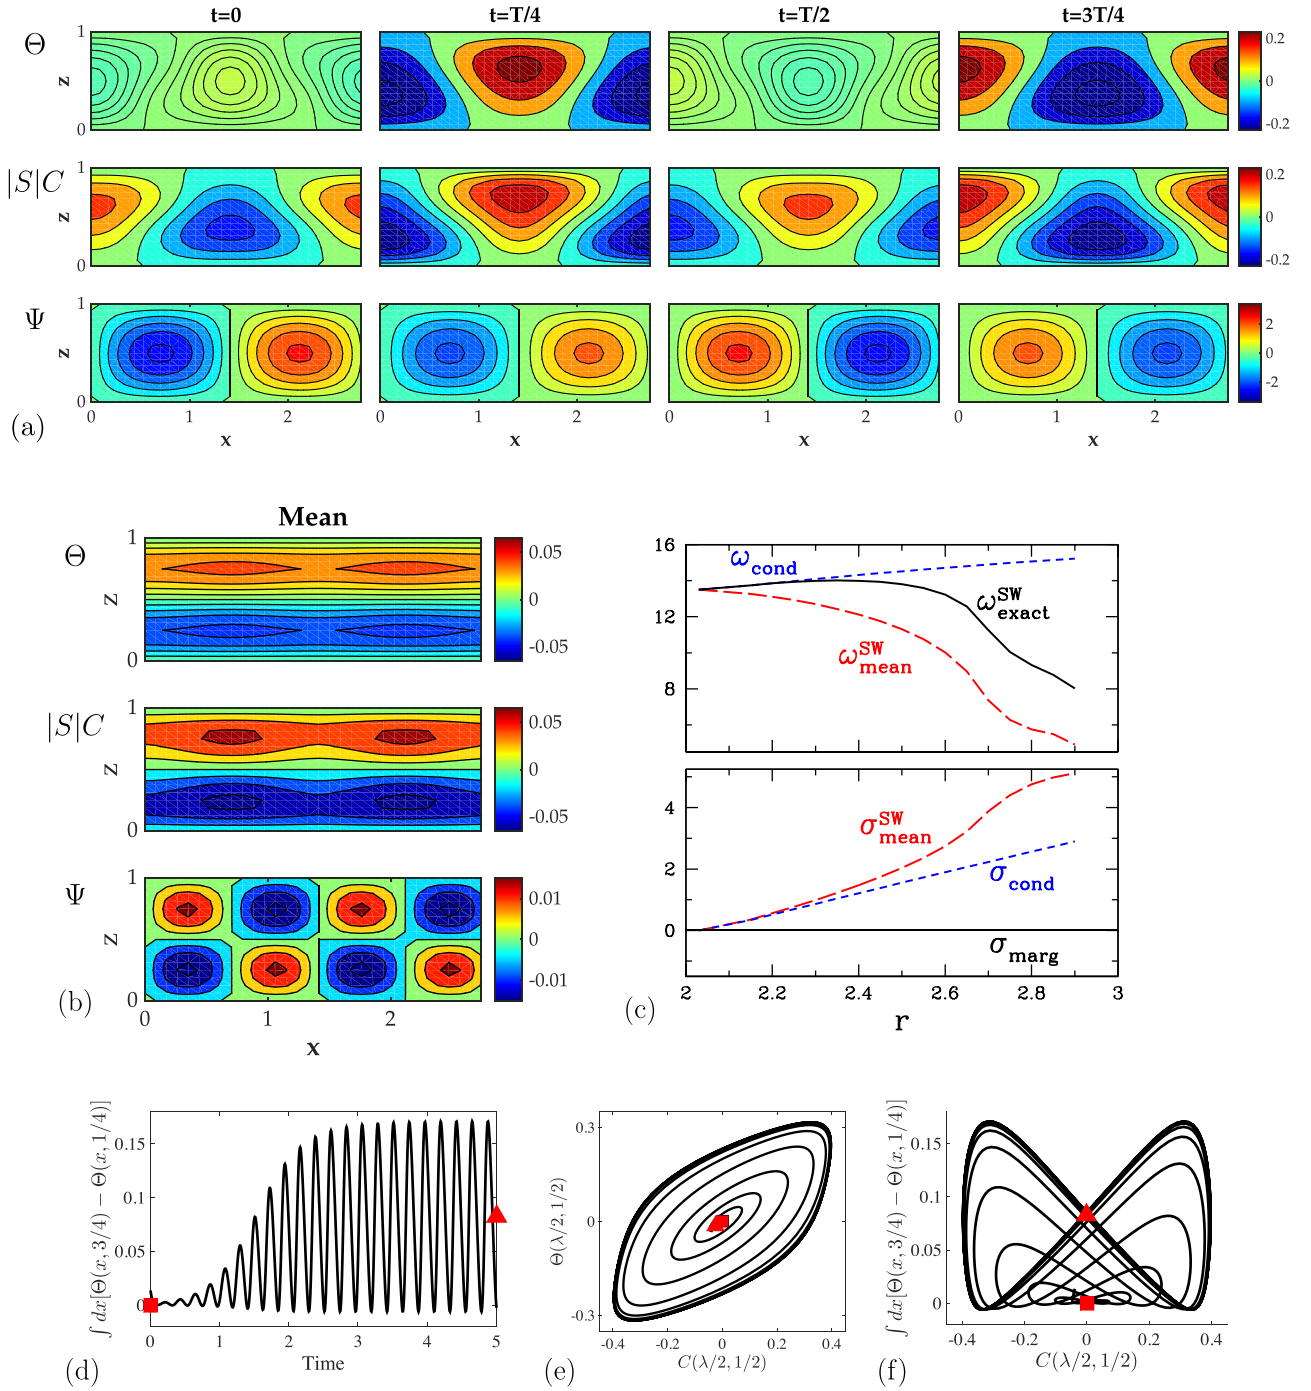 t=0 t=T/4 t=T/2 t=3T/4
Θ z 1 0 0.2 0 -0.2
|S|C z 1 0 0.2 0 -0.2
Ψ z 1 0 2 0 -2
0 1 2 0 1 2 0 1 2 0 1 2
(a) x x x x
Mean
Θ z 1 0 0.05 0 -0.05
|S|C z 1 0 0.05 0 -0.05
Ψ z 1 0 0.01 0 -0.01
0 1 2
(b) x
16 12 8
ω_cond
ω^SW_exact
ω^SW_mean
4 2 0
σ^SW_mean
σ_cond
σ_marg
2 2.2 2.4 2.6 2.8 3
(c) r
∫ dx[Θ(x, 3/4) − Θ(x, 1/4)]
0.15 0.1 0.05 0
0 1 2 3 4 5
(d) Time
Θ(λ/2, 1/2)
0.3 0 -0.3
-0.4 -0.2 0 0.2 0.4
(e) C(λ/2, 1/2)
∫ dx[Θ(x, 3/4) − Θ(x, 1/4)]
0.15 0.1 0.05 0
-0.4 -0.2 0 0.2 0.4
(f) C(λ/2, 1/2)